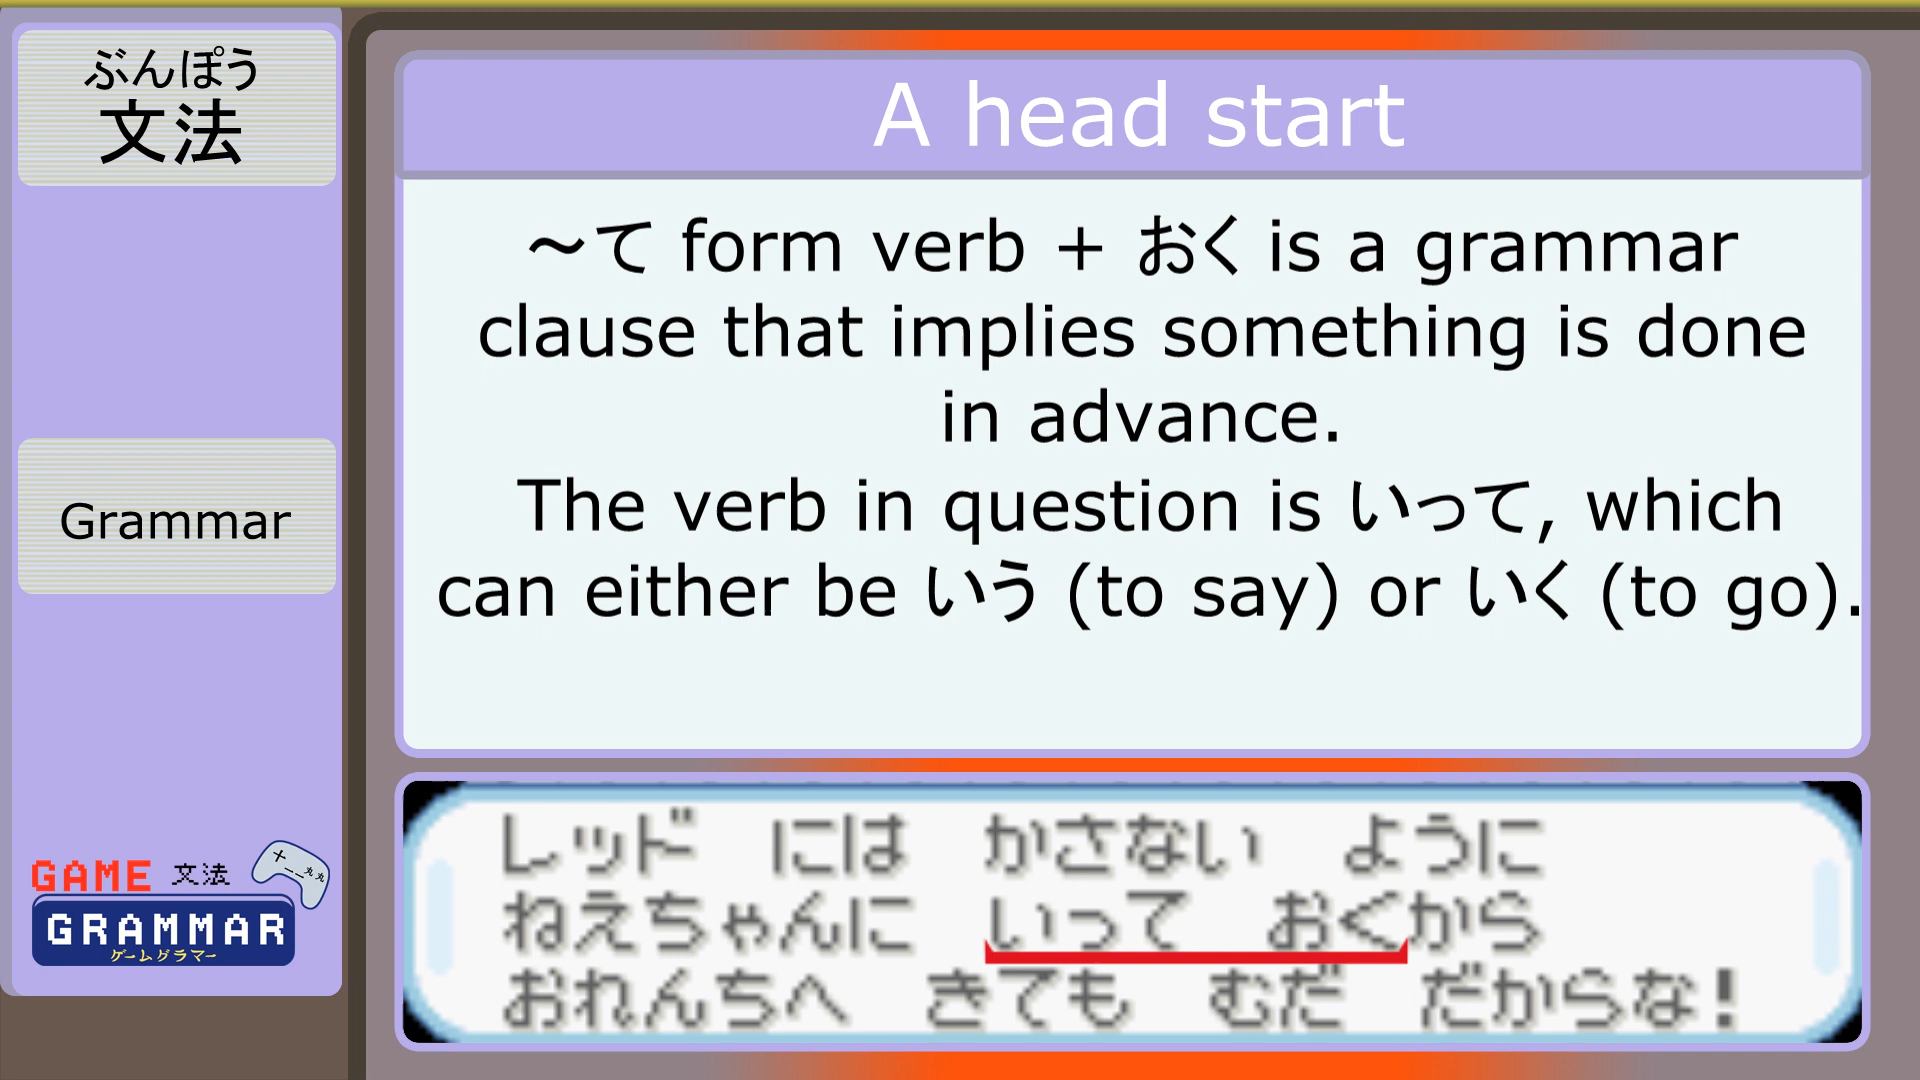 ぶんぽう
文法
Grammar
GAME 文法
GRAMMAR
ゲームグラマー
A head start
～て form verb + おく is a grammar
clause that implies something is done
in advance.
The verb in question is いって, which
can either be いう (to say) or いく (to go).
レッド には かさない ように
ねえちゃんに いって おくから
おれんちへ きても むだ だからな!